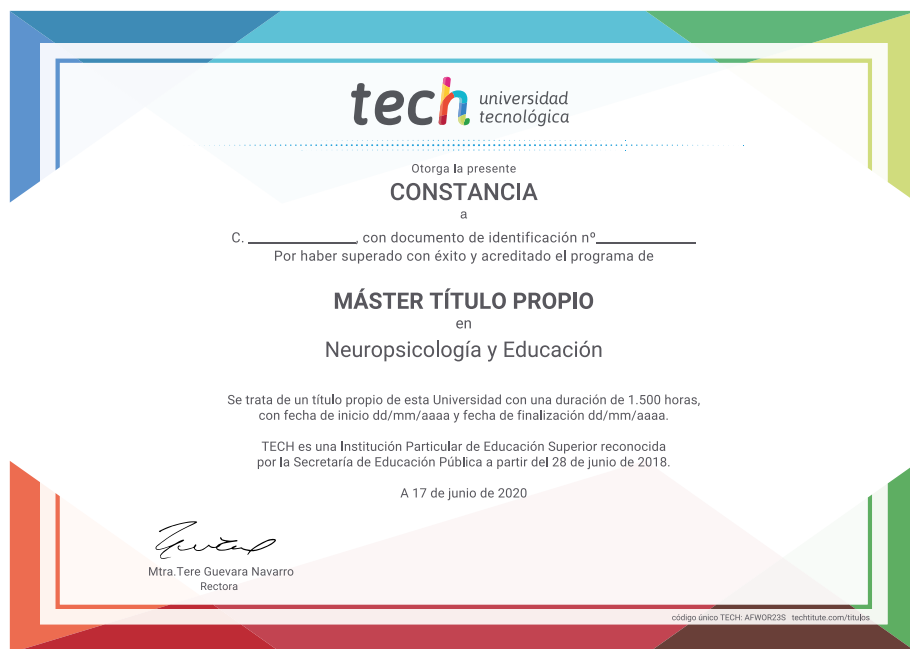 tech universidad
tecnológica
Otorga la presente
CONSTANCIA
a
C. ____________, con documento de identificación nº____________
Por haber superado con éxito y acreditado el programa de
MÁSTER TÍTULO PROPIO
en
Neuropsicología y Educación
Se trata de un título propio de esta Universidad con una duración de 1.500 horas,
con fecha de inicio dd/mm/aaaa y fecha de finalización dd/mm/aaaa.
TECH es una Institución Particular de Educación Superior reconocida
por la Secretaría de Educación Pública a partir del 28 de junio de 2018.
A 17 de junio de 2020
Mtra.Tere Guevara Navarro
Rectora
código único TECH: AFWOR23S techtitute.com/titulos